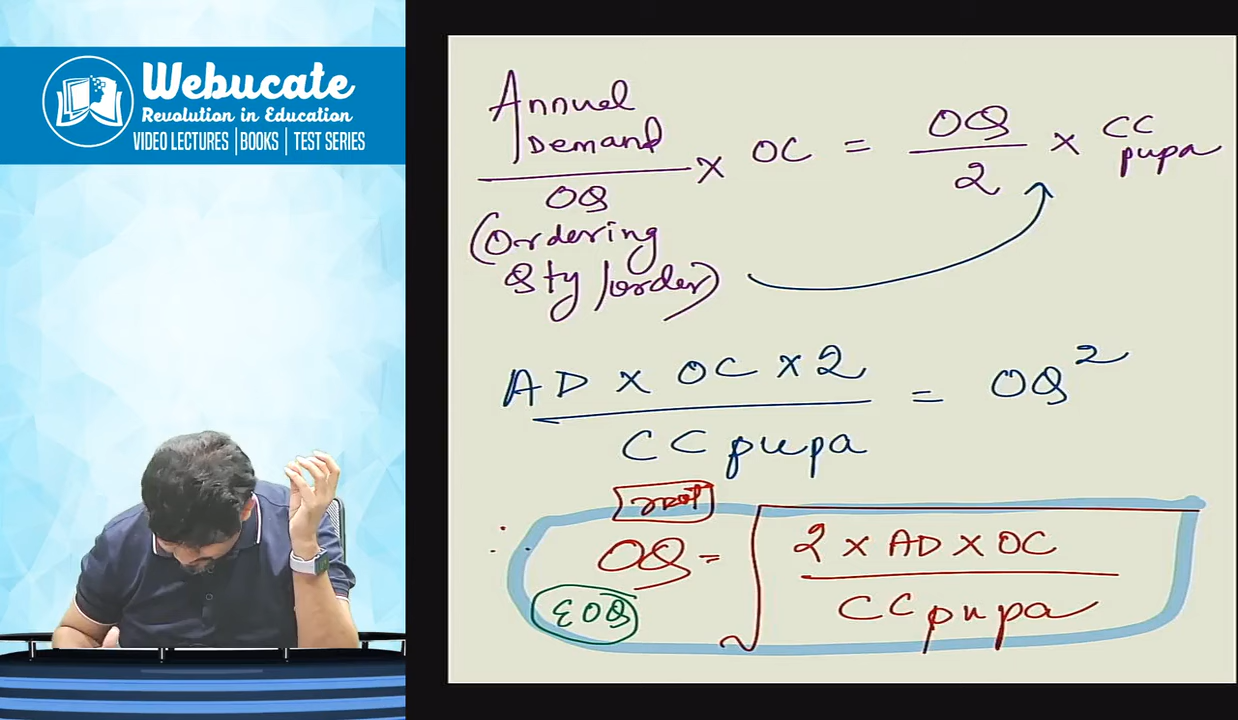 Webucate
Revolution in Education
VIDEO LECTURES | BOOKS | TEST SERIES
Annual
Demand
OQ
× OC = OQ / 2 × CC pupa
(Ordering
Qty/order)
AD × OC × 2 / CC pupa = OQ²
∴ OQ = √ 2 × AD × OC / CC pupa
EOQ